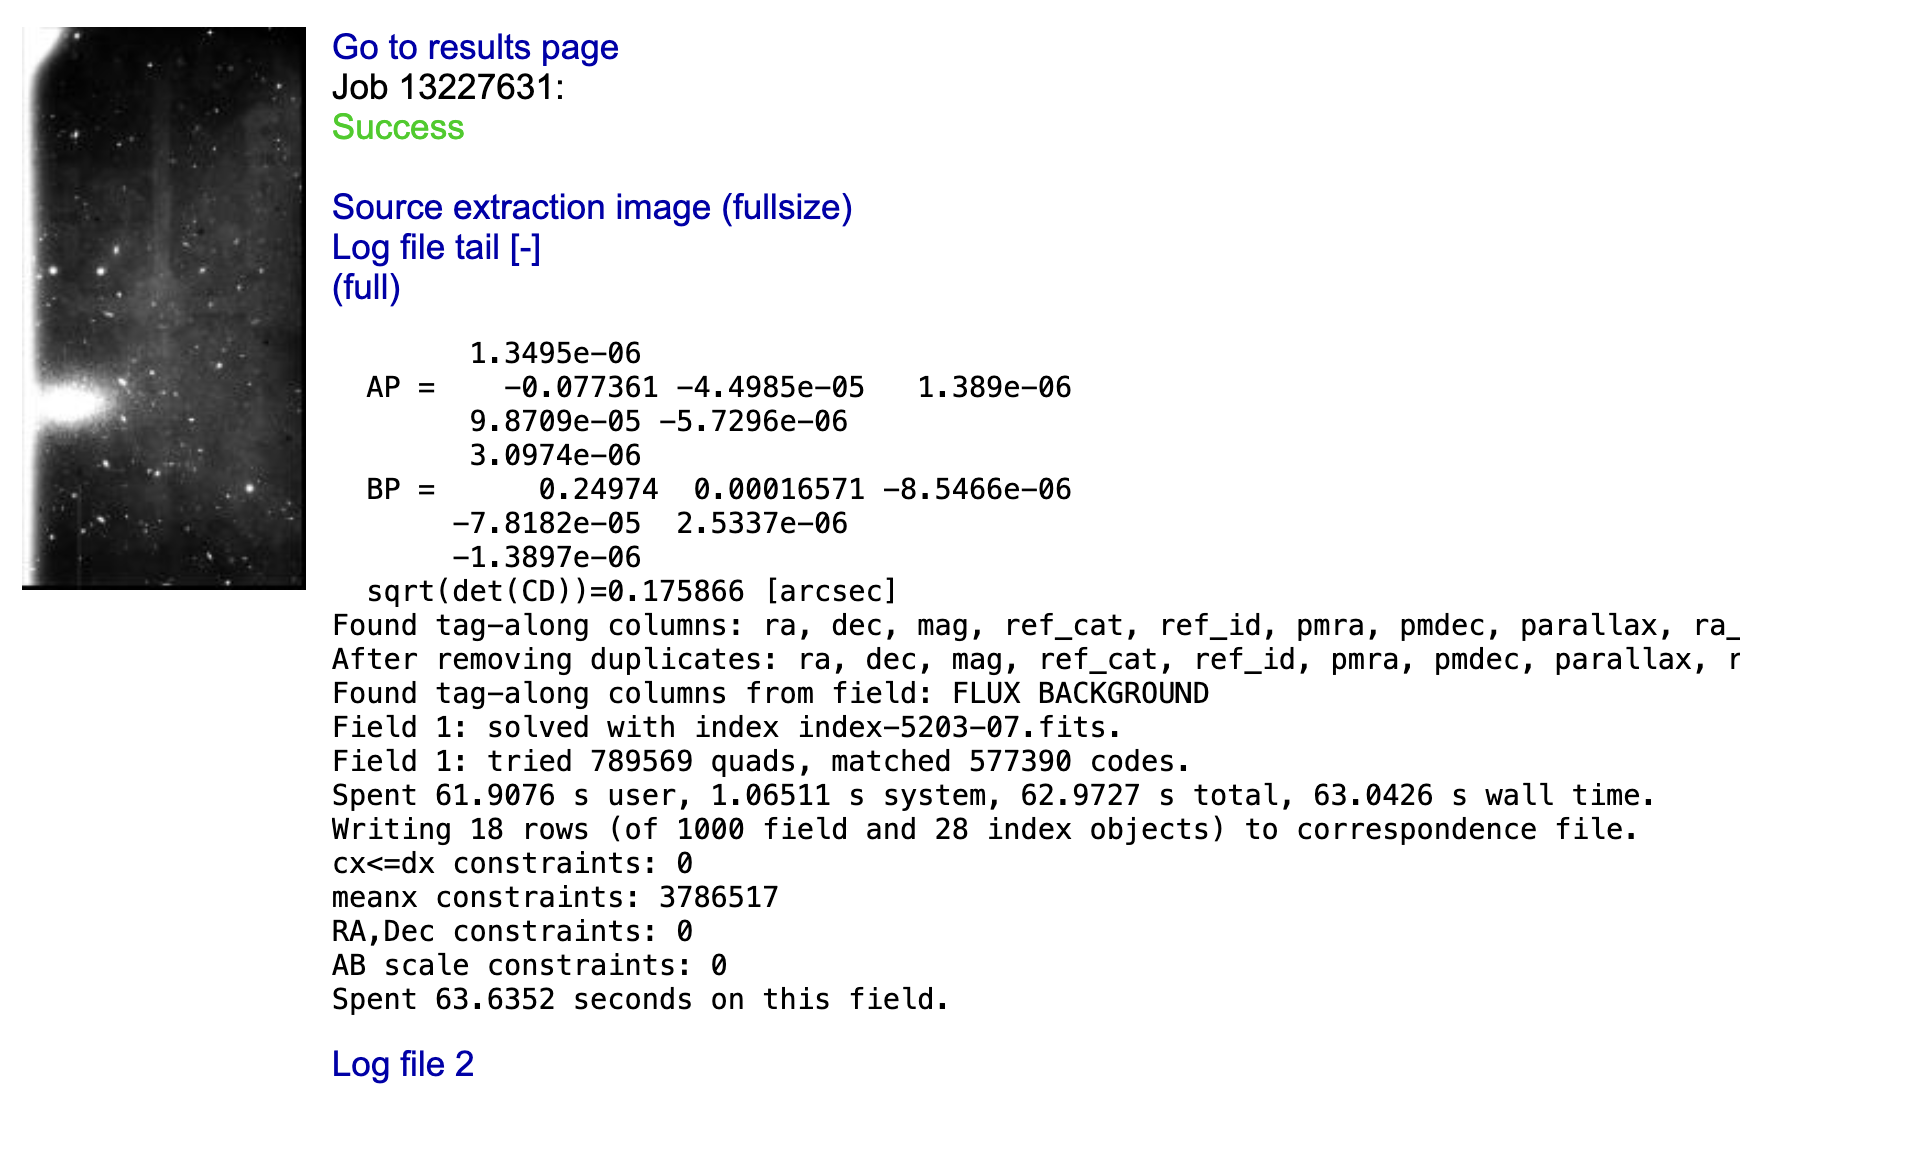 Go to results page
Job 13227631:
Success
Source extraction image (fullsize)
Log file tail [-]
(full)
1.3495e-06
AP = -0.077361 -4.4985e-05 1.389e-06
9.8709e-05 -5.7296e-06
3.0974e-06
BP = 0.24974 0.00016571 -8.5466e-06
-7.8182e-05 2.5337e-06
-1.3897e-06
sqrt(det(CD))=0.175866 [arcsec]
Found tag-along columns: ra, dec, mag, ref_cat, ref_id, pmra, pmdec, parallax, ra_
After removing duplicates: ra, dec, mag, ref_cat, ref_id, pmra, pmdec, parallax, r
Found tag-along columns from field: FLUX BACKGROUND
Field 1: solved with index index-5203-07.fits.
Field 1: tried 789569 quads, matched 577390 codes.
Spent 61.9076 s user, 1.06511 s system, 62.9727 s total, 63.0426 s wall time.
Writing 18 rows (of 1000 field and 28 index objects) to correspondence file.
cx<=dx constraints: 0
meanx constraints: 3786517
RA,Dec constraints: 0
AB scale constraints: 0
Spent 63.6352 seconds on this field.
Log file 2